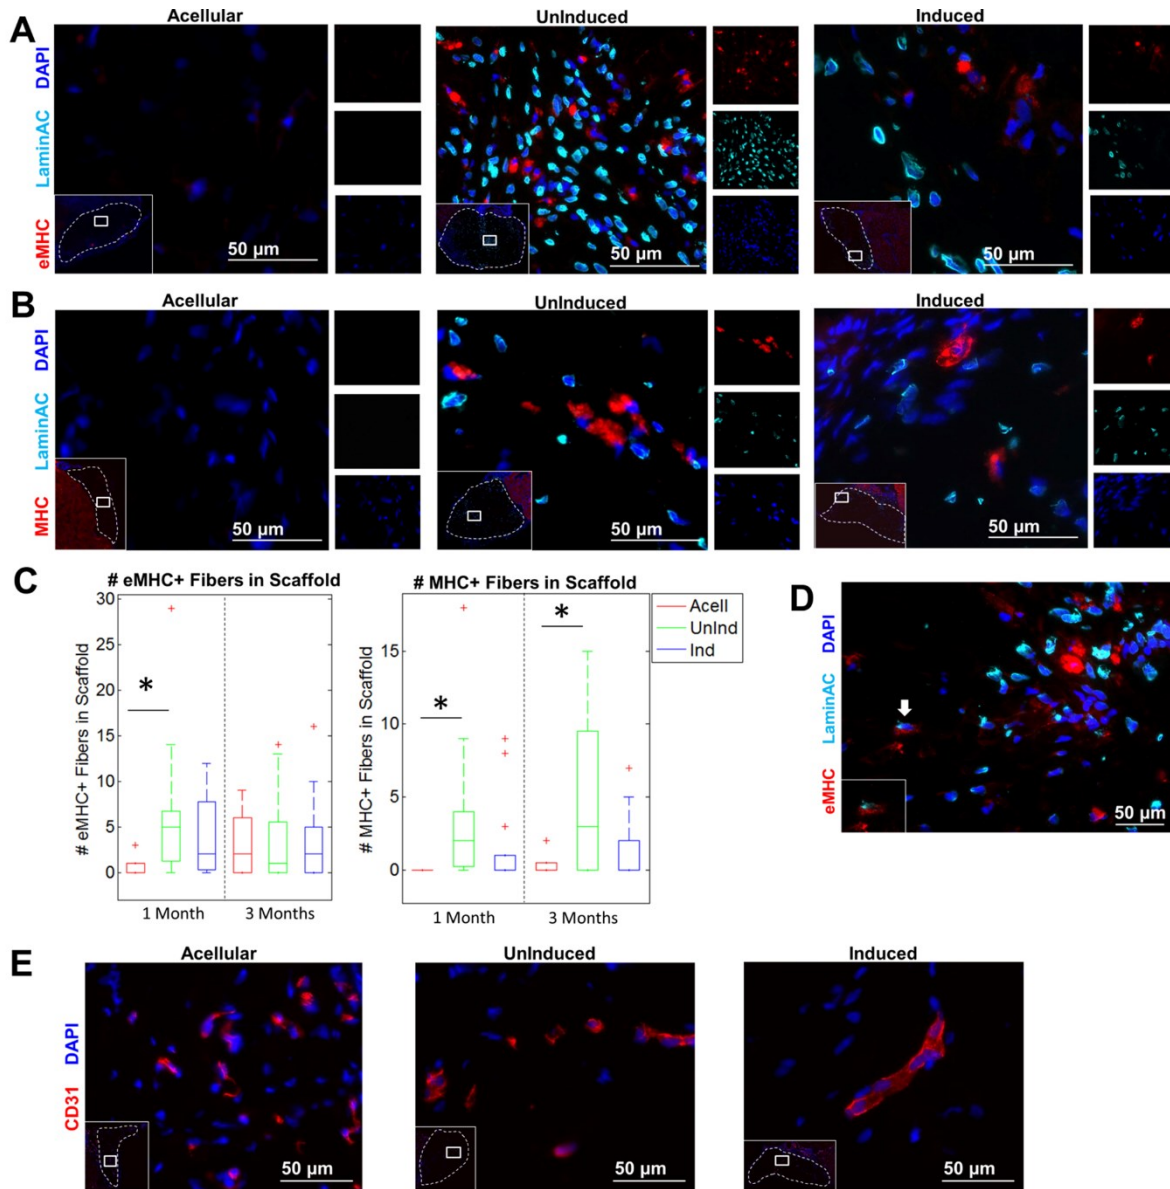 A
Acellular
UnInduced
Induced
eMHC LaminAC DAPI
50 µm
50 µm
50 µm
B
Acellular
UnInduced
Induced
MHC LaminAC DAPI
50 µm
50 µm
50 µm
C
# eMHC+ Fibers in Scaffold
# eMHC+ Fibers in Scaffold
30
25
20
15
10
5
0
*
1 Month
3 Months
# MHC+ Fibers in Scaffold
# MHC+ Fibers in Scaffold
15
10
5
0
*
*
1 Month
3 Months
Acell
UnInd
Ind
D
eMHC LaminAC DAPI
50 µm
E
Acellular
UnInduced
Induced
CD31 DAPI
50 µm
50 µm
50 µm